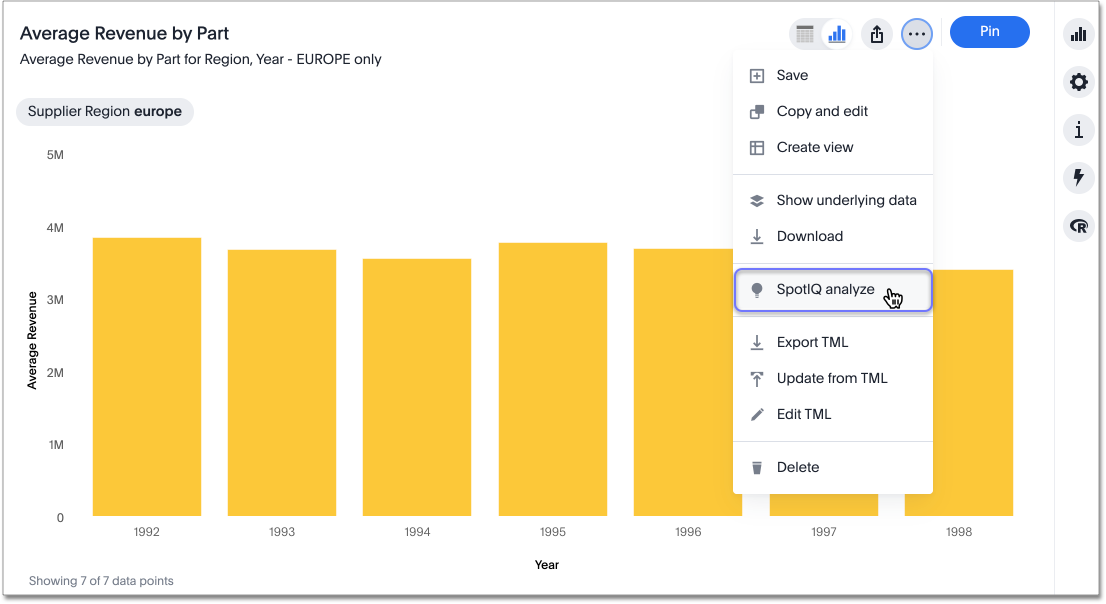 Average Revenue by Part
Average Revenue by Part for Region, Year - EUROPE only
Pin
Supplier Region europe
Save
Copy and edit
Create view
Show underlying data
Download
SpotIQ analyze
Export TML
Update from TML
Edit TML
Delete
5M
4M
3M
2M
1M
0
Average Revenue
1992
1993
1994
1995
1996
1997
1998
Year
Showing 7 of 7 data points
i
R